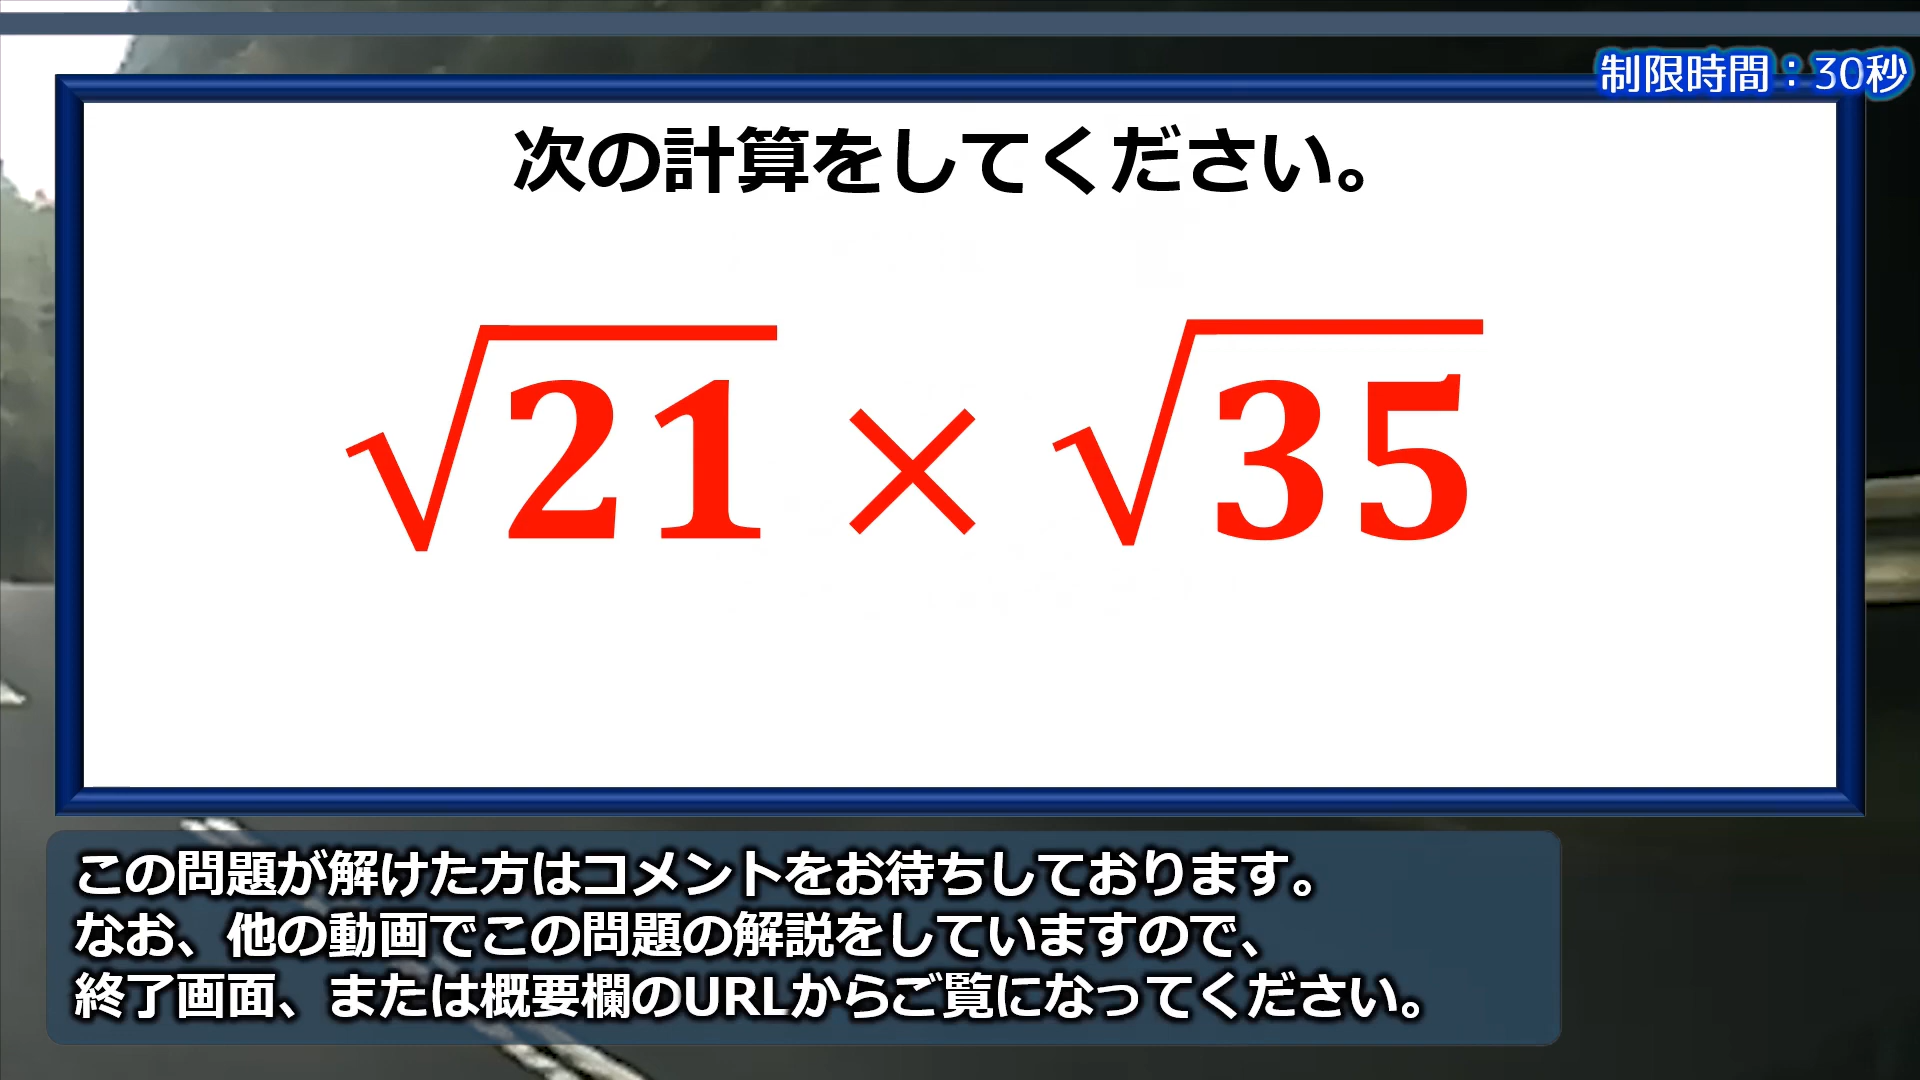 制限時間：30秒
次の計算をしてください。
√21 × √35
この問題が解けた方はコメントをお待ちしております。
なお、他の動画でこの問題の解説をしていますので、
終了画面、または概要欄のURLからご覧になってください。